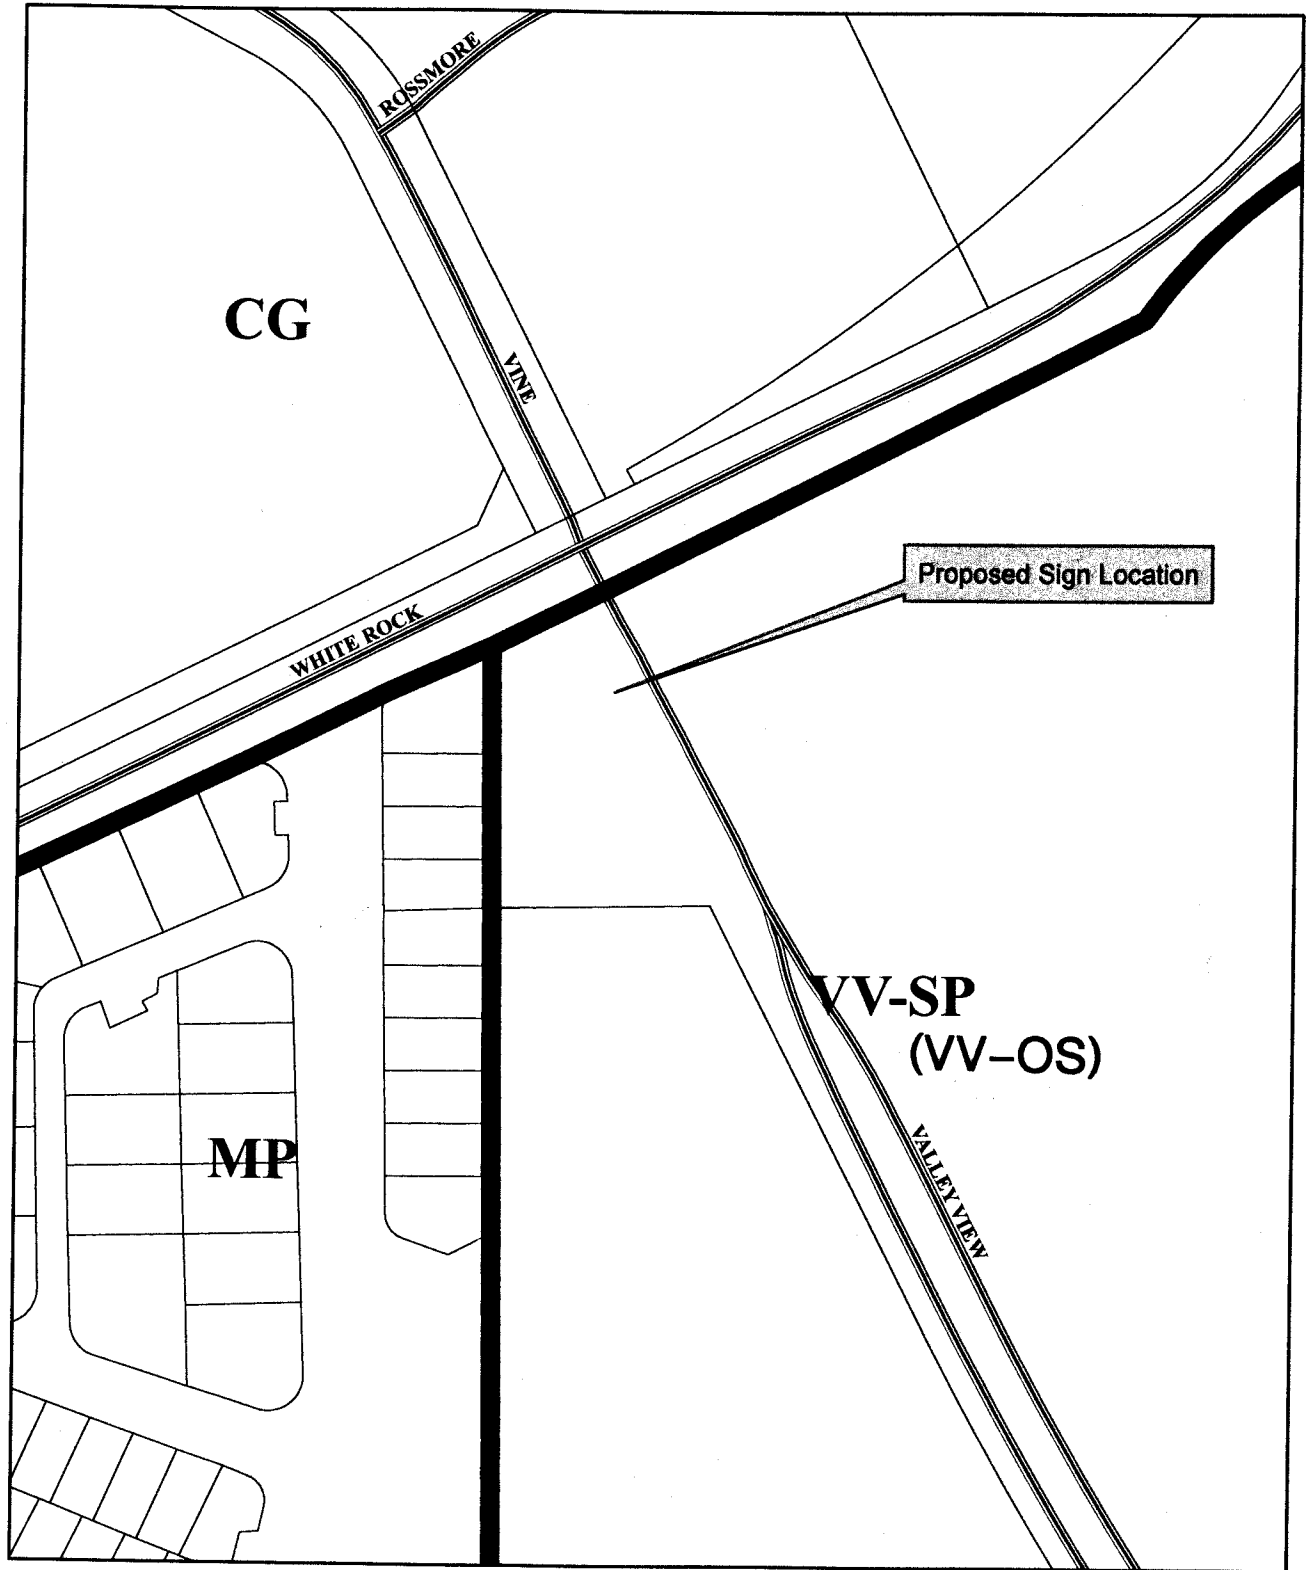 ROSSMORE
CG
VINE
Proposed Sign Location
WHITE ROCK
VV-SP
(VV-OS)
MP
VALLEY VIEW